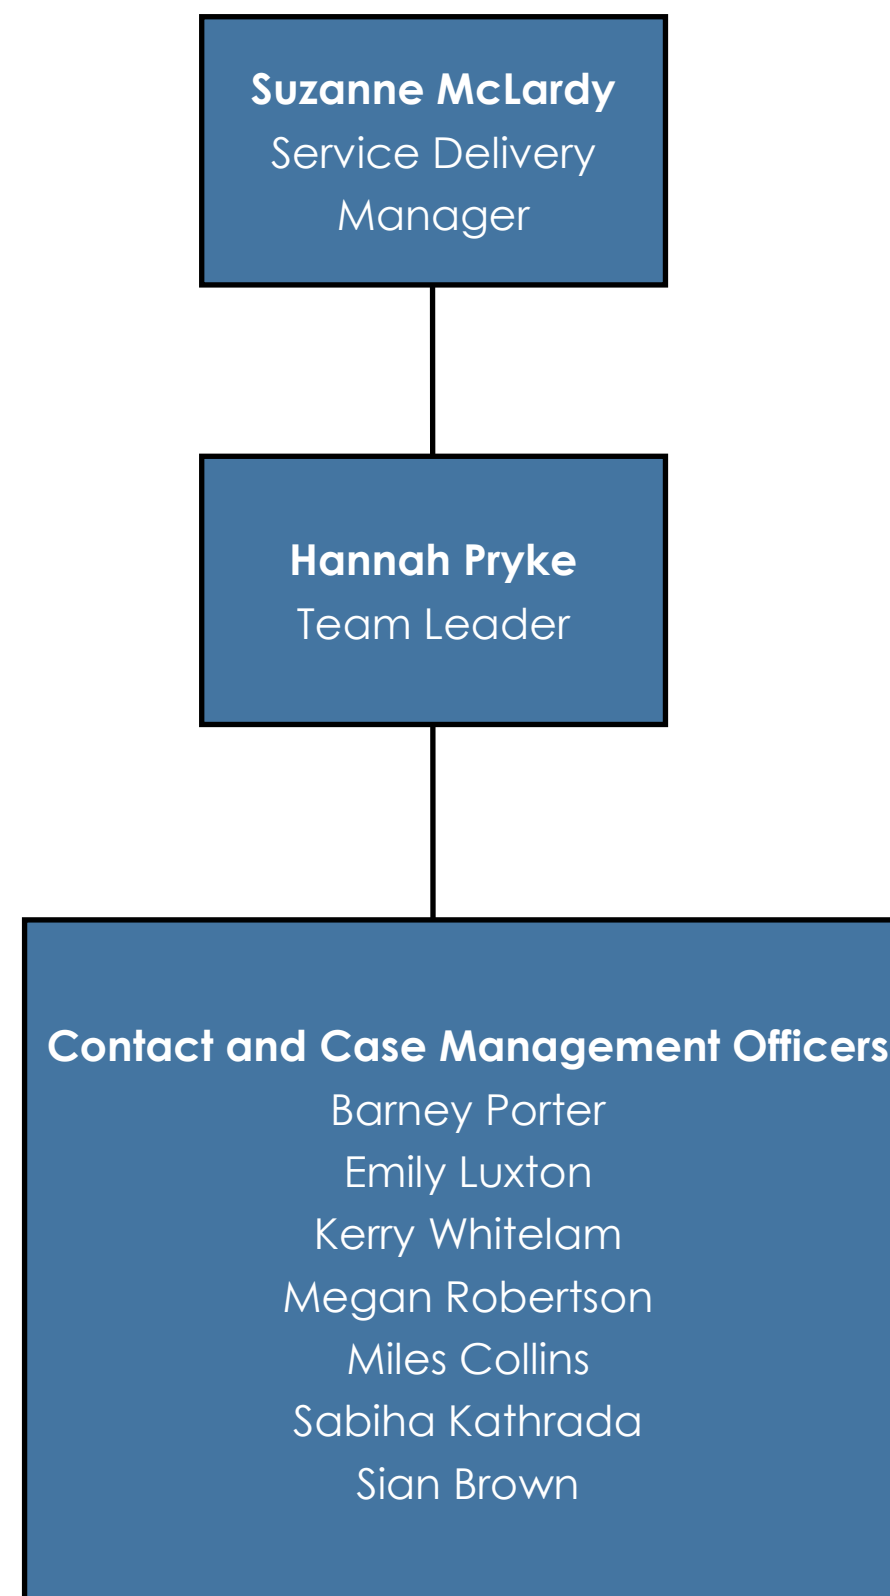 Suzanne McLardy
Service Delivery
Manager
Hannah Pryke
Team Leader
Contact and Case Management Officers
Barney Porter
Emily Luxton
Kerry Whitelam
Megan Robertson
Miles Collins
Sabiha Kathrada
Sian Brown